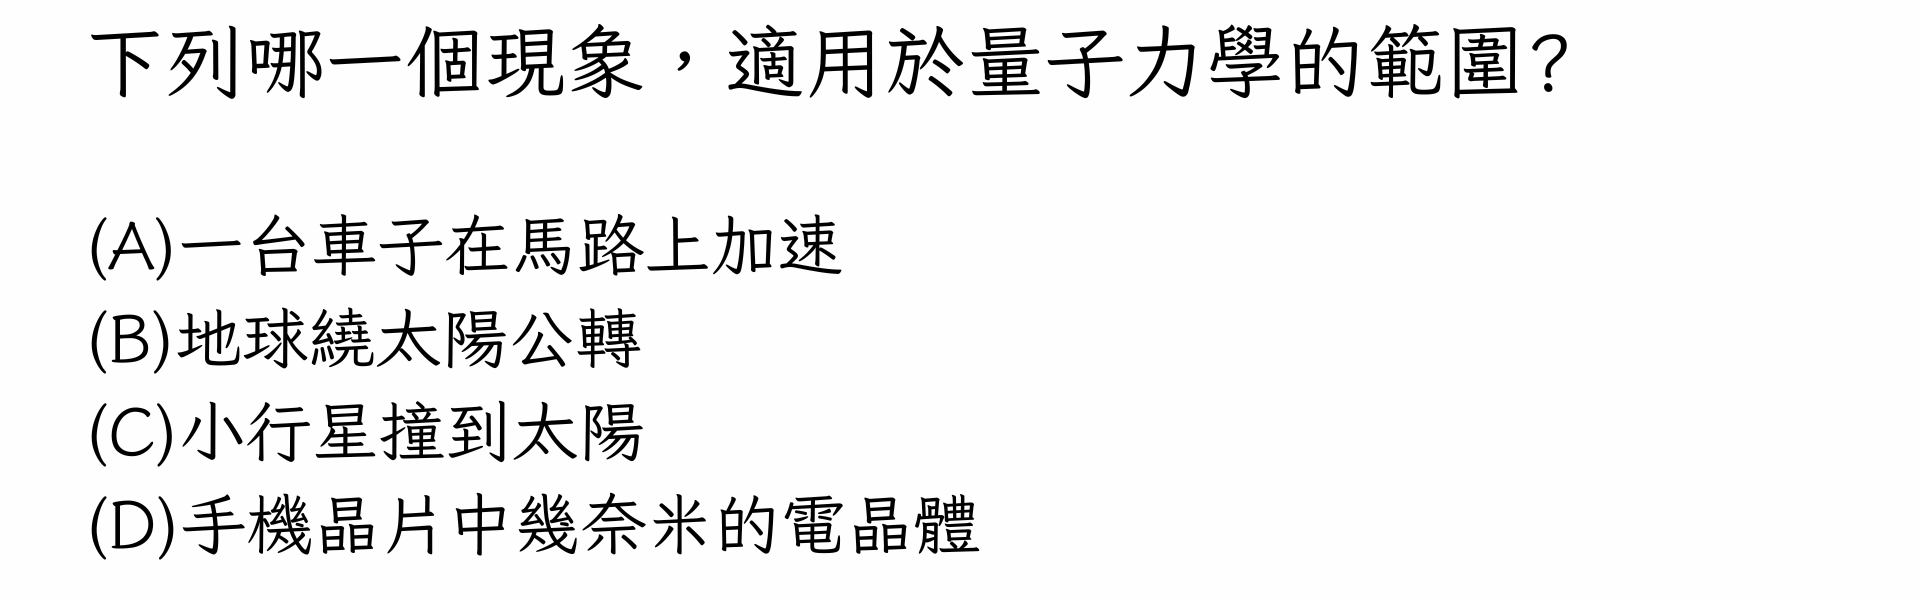 下列哪一個現象，適用於量子力學的範圍?
(A)一台車子在馬路上加速
(B)地球繞太陽公轉
(C)小行星撞到太陽
(D)手機晶片中幾奈米的電晶體